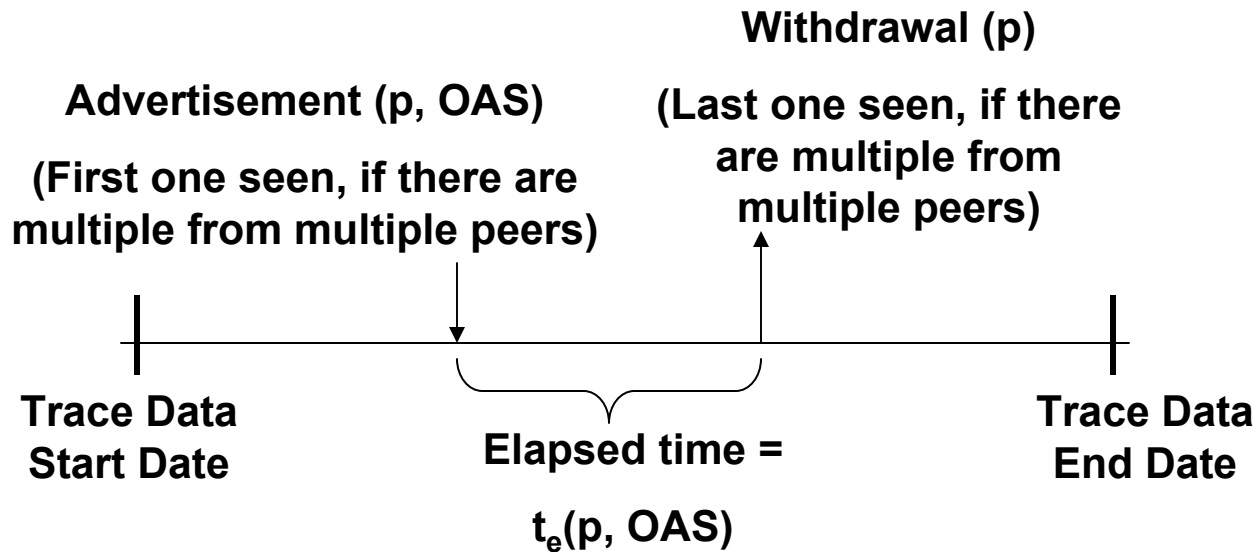 Withdrawal (p)
(Last one seen, if there
are multiple from
multiple peers)
Advertisement (p, OAS)
(First one seen, if there are
multiple from multiple peers)
Trace Data
Start Date
Elapsed time =
tₑ(p, OAS)
Trace Data
End Date